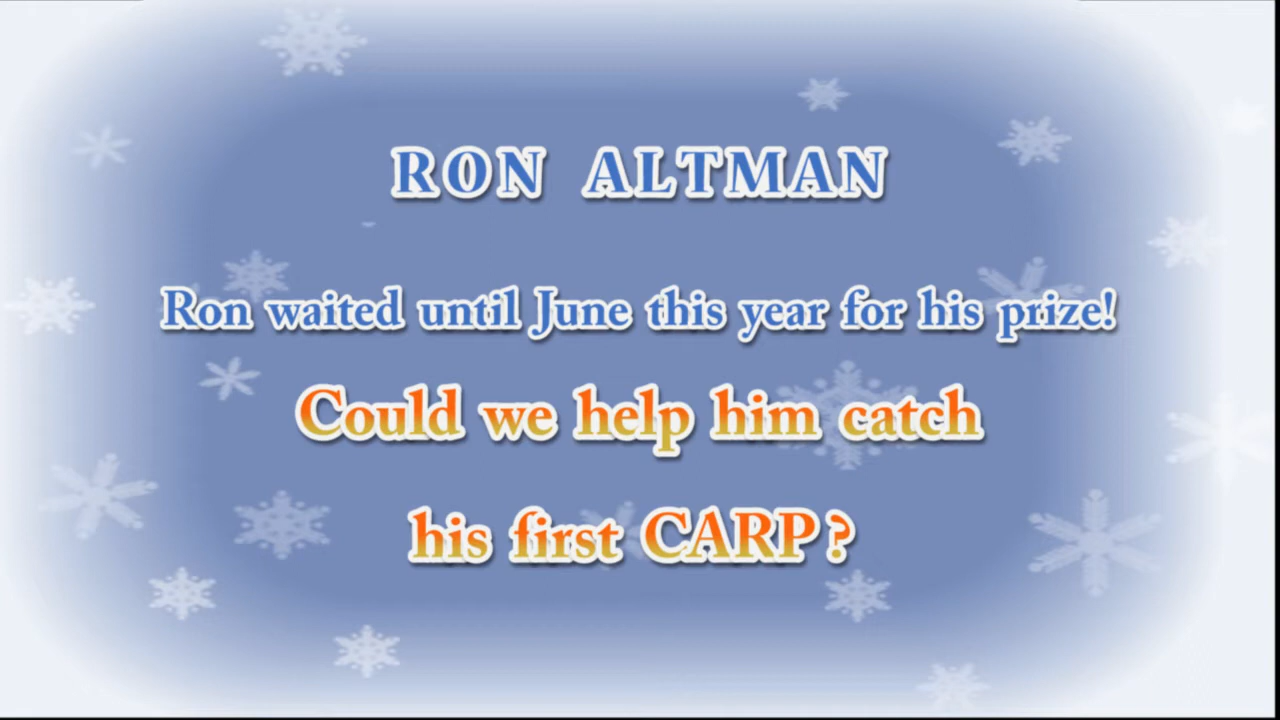 RON ALTMAN
Ron waited until June this year for his prize!
Could we help him catch
his first CARP?